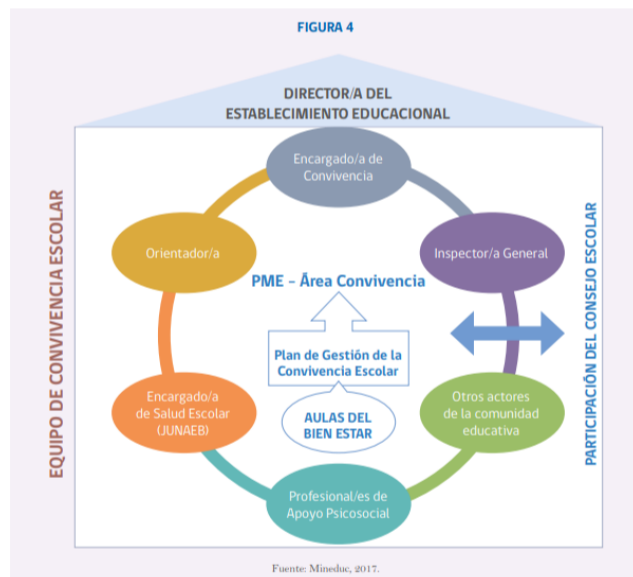 FIGURA 4
DIRECTOR/A DEL
ESTABLECIMIENTO EDUCACIONAL
EQUIPO DE CONVIVENCIA ESCOLAR
Encargado/a de
Convivencia
Orientador/a
Inspector/a General
PME – Área Convivencia
Plan de Gestión de la
Convivencia Escolar
AULAS DEL
BIEN ESTAR
Encargado/a
de Salud Escolar
(JUNAEB)
Otros actores
de la comunidad
educativa
Profesional/es de
Apoyo Psicosocial
PARTICIPACIÓN DEL CONSEJO ESCOLAR
Fuente: Mineduc, 2017.